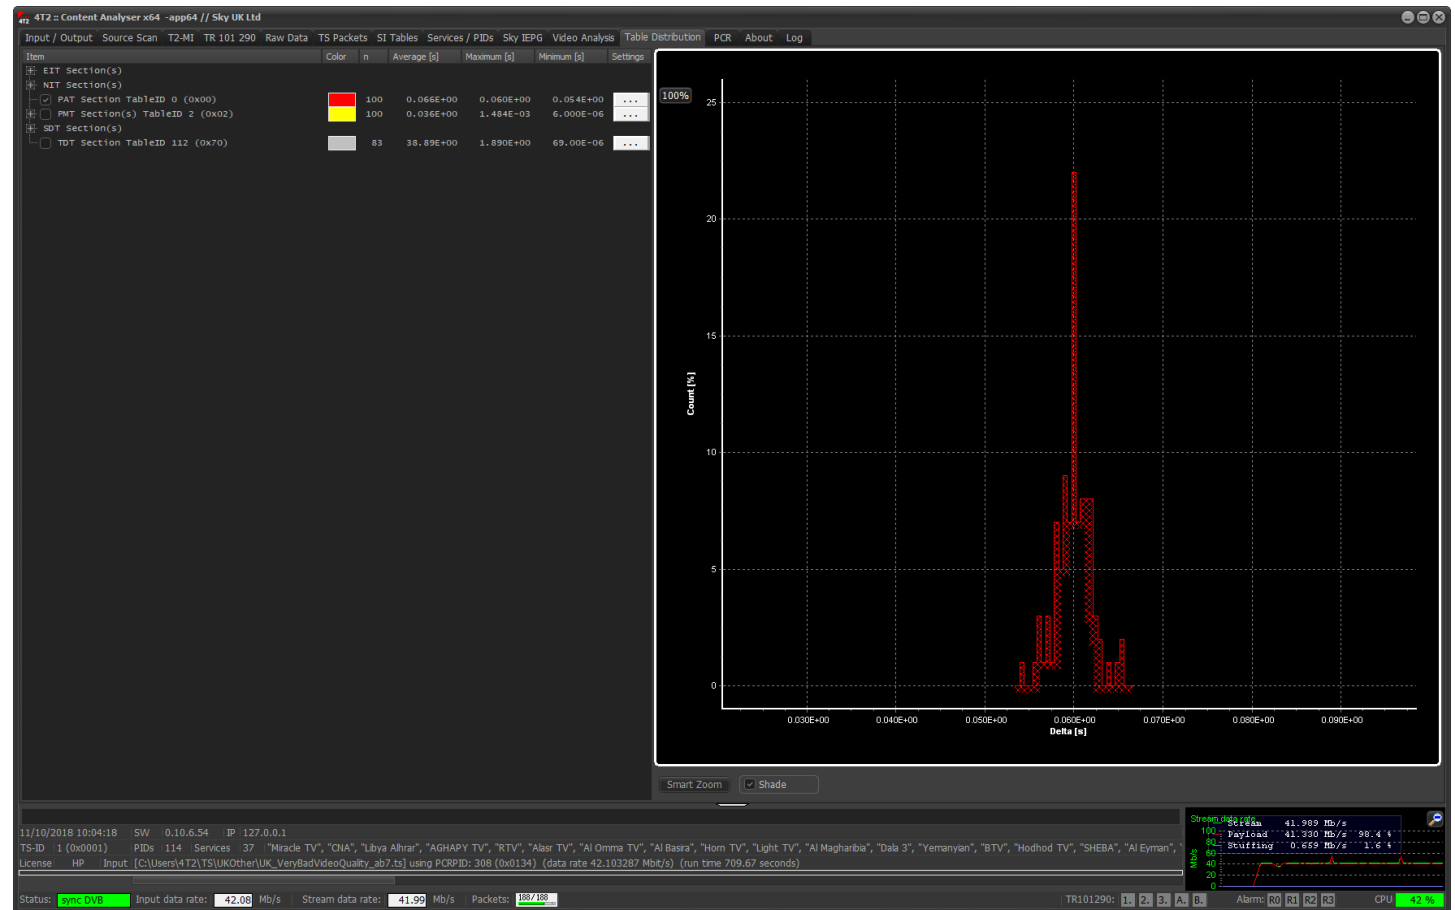 4T2 :: Content Analyser x64 -app64 // Sky UK Ltd
Input / Output Source Scan T2-MI TR 101 290 Raw Data TS Packets SI Tables Services / PIDs Sky IEPG Video Analysis Table Distribution PCR About Log
Item Color n Average [s] Maximum [s] Minimum [s] Settings
EIT Section(s)
NIT Section(s)
PAT Section TableID 0 (0x00) 100 0.066E+00 0.060E+00 0.054E+00 ...
PMT Section(s) TableID 2 (0x02) 100 0.036E+00 1.484E-03 6.000E-06 ...
SDT Section(s)
TDT Section TableID 112 (0x70) 83 38.89E+00 1.890E+00 69.00E-06 ...
100%
25
20
15
Count [%]
10
5
0
0.030E+00 0.040E+00 0.050E+00 0.060E+00 0.070E+00 0.080E+00 0.090E+00
Delta [s]
Smart Zoom Shade
11/10/2018 10:04:18 SW 0.10.6.54 IP 127.0.0.1
TS-ID 1 (0x0001) PIDs 114 Services 37 "Miracle TV", "CNA", "Libya Alhrar", "AGHAPY TV", "RTV", "Alasr TV", "Al Omma TV", "Al Basira", "Horn TV", "Light TV", "Al Magharibia", "Dala 3", "Yemanyian", "BTV", "Hodhod TV", "SHEBA", "Al Eyman", "
License HP Input [C:\Users\4T2\TS\UKOther\UK_VeryBadVideoQuality_ab7.ts] using PCRPID: 308 (0x0134) (data rate 42.103287 Mbit/s) (run time 709.67 seconds)
Stream data rate
Stream 41.989 Mb/s
Payload 41.330 Mb/s 98.4 %
Stuffing 0.659 Mb/s 1.6 %
Mb/s
100
80
60
40
20
0
Status: sync DVB Input data rate: 42.08 Mb/s Stream data rate: 41.99 Mb/s Packets: 188/188 TR101290: 1. 2. 3. A. B. Alarm: R0 R1 R2 R3 CPU 42 %